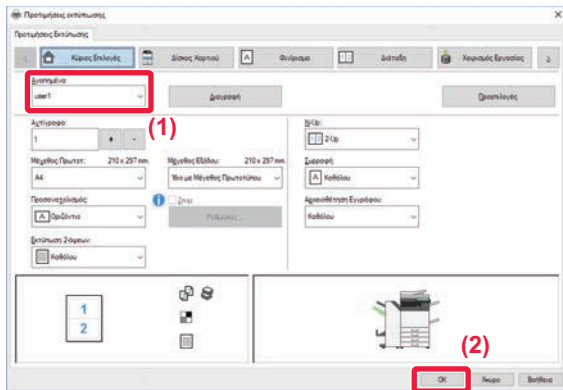 Προτιμήσεις εκτύπωσης
Προτιμήσεις Εκτύπωσης
Κύριες Επιλογές Δίσκος Χαρτιού Φινίρισμα Διάταξη Χειρισμός Εργασίας
Αγαπημένα:
user1 Διαγραφή Προεπιλογές
(1)
Αντίγραφα: N-Up:
1 + - 2-Up
Μέγεθος Πρωτοτ.: 210 x 297 mm. Μέγεθος Εξόδου: 210 x 297 mm. Συρραφή:
A4 Ίδιο με Μέγεθος Πρωτοτύπου Καθόλου
Προσανατολισμός: Ζουμ Αρχειοθέτηση Εγγράφου:
Οριζόντια Ρυθμίσεις... Καθόλου
Εκτύπωση 2-όψεων:
Καθόλου
1
2
(2)
OK Άκυρο Βοήθεια